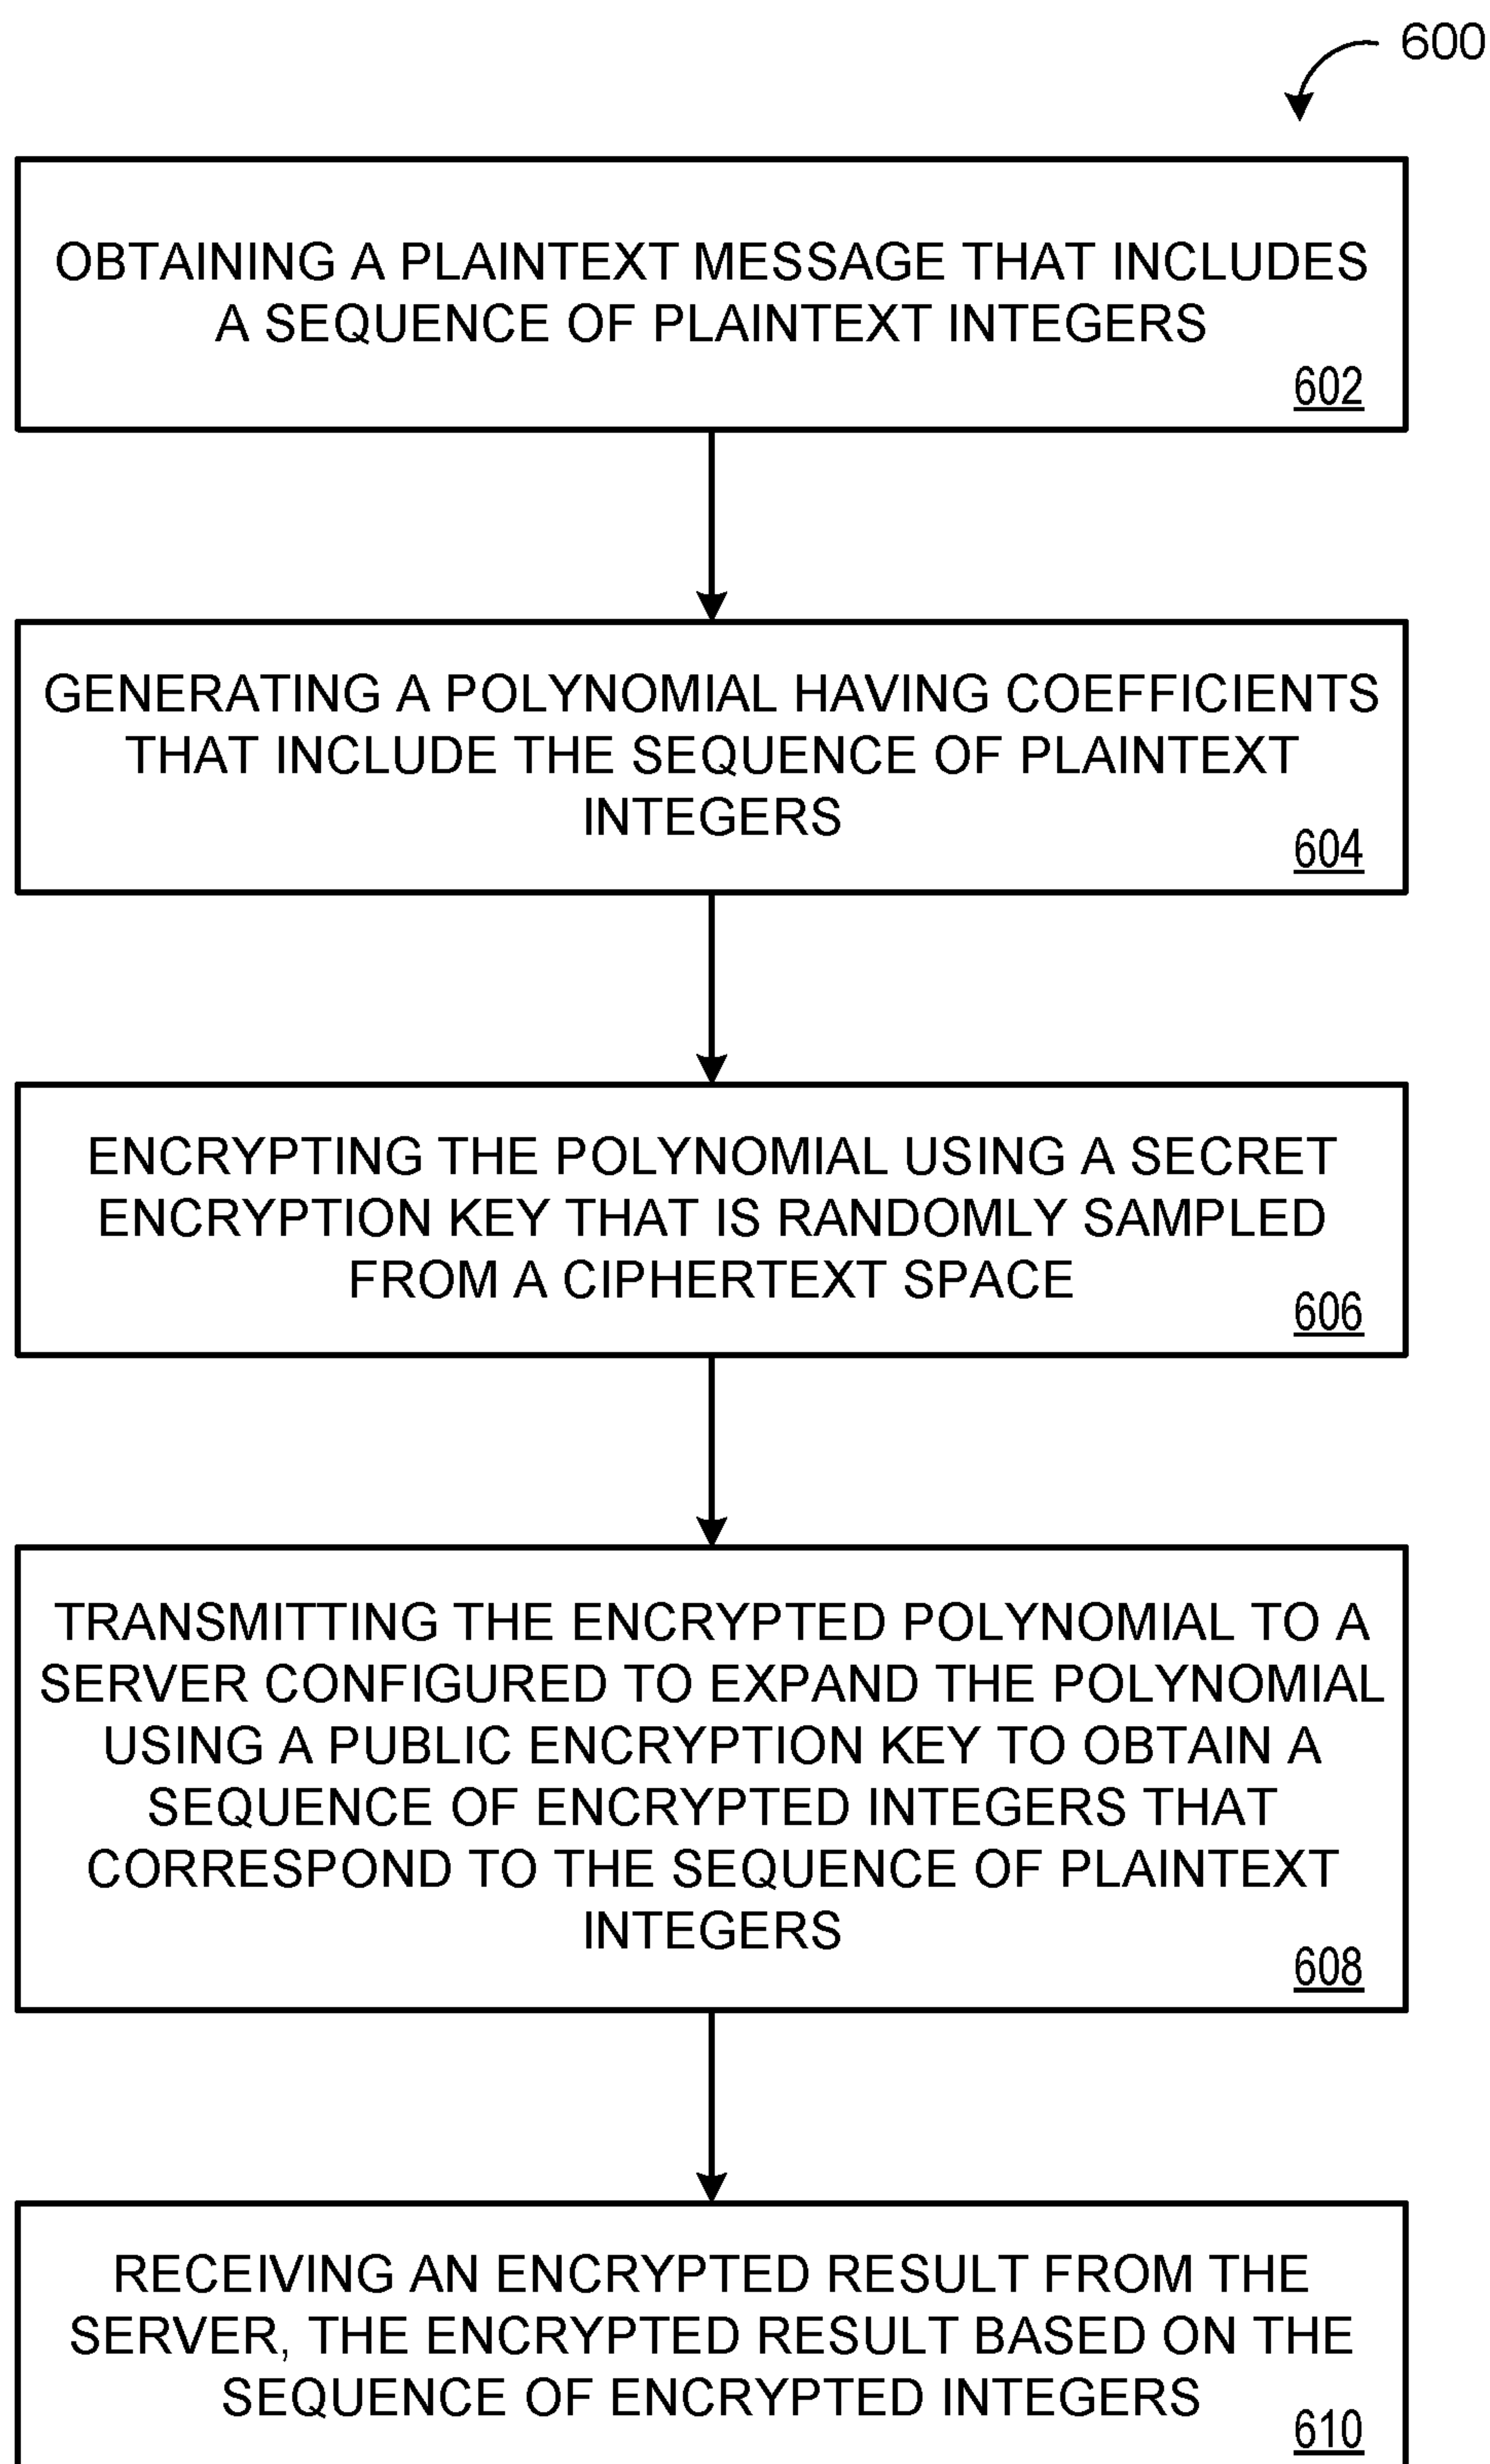 600
OBTAINING A PLAINTEXT MESSAGE THAT INCLUDES
A SEQUENCE OF PLAINTEXT INTEGERS
602
GENERATING A POLYNOMIAL HAVING COEFFICIENTS
THAT INCLUDE THE SEQUENCE OF PLAINTEXT
INTEGERS
604
ENCRYPTING THE POLYNOMIAL USING A SECRET
ENCRYPTION KEY THAT IS RANDOMLY SAMPLED
FROM A CIPHERTEXT SPACE
606
TRANSMITTING THE ENCRYPTED POLYNOMIAL TO A
SERVER CONFIGURED TO EXPAND THE POLYNOMIAL
USING A PUBLIC ENCRYPTION KEY TO OBTAIN A
SEQUENCE OF ENCRYPTED INTEGERS THAT
CORRESPOND TO THE SEQUENCE OF PLAINTEXT
INTEGERS
608
RECEIVING AN ENCRYPTED RESULT FROM THE
SERVER, THE ENCRYPTED RESULT BASED ON THE
SEQUENCE OF ENCRYPTED INTEGERS
610